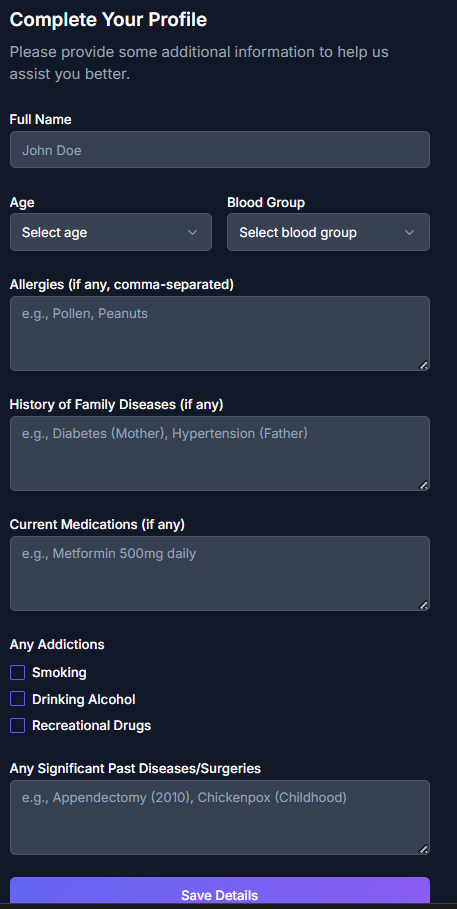 Complete Your Profile
Please provide some additional information to help us
assist you better.
Full Name
John Doe
Age
Blood Group
Select age
Select blood group
Allergies (if any, comma-separated)
e.g., Pollen, Peanuts
History of Family Diseases (if any)
e.g., Diabetes (Mother), Hypertension (Father)
Current Medications (if any)
e.g., Metformin 500mg daily
Any Addictions
Smoking
Drinking Alcohol
Recreational Drugs
Any Significant Past Diseases/Surgeries
e.g., Appendectomy (2010), Chickenpox (Childhood)
Save Details